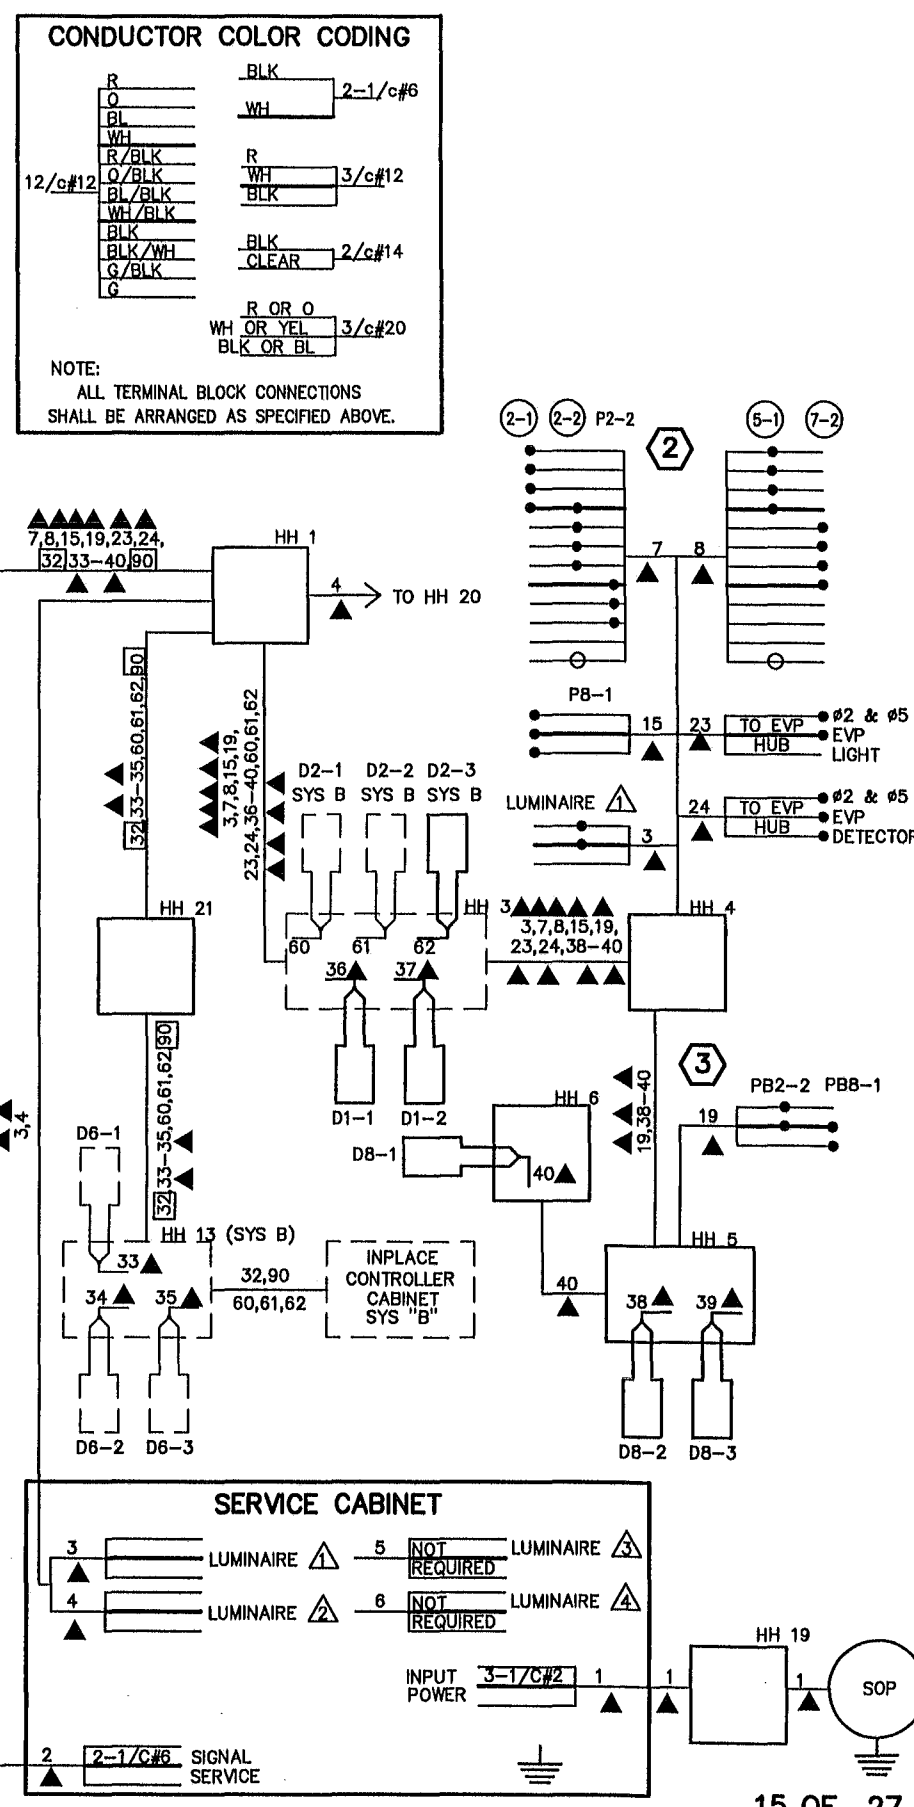 CONDUCTOR COLOR CODING
R
O
BL
WH
R/BLK
O/BLK
BL/BLK
WH/BLK
BLK
BLK/WH
G/BLK
G
12/c#12
BLK
WH
2-1/c#6
R
WH
BLK
3/c#12
BLK
CLEAR
2/c#14
R OR O
WH OR YEL
BLK OR BL
3/c#20
NOTE:
ALL TERMINAL BLOCK CONNECTIONS
SHALL BE ARRANGED AS SPECIFIED ABOVE.
2-1 2-2 P2-2
2
5-1 7-2
7 8
7,8,15,19,23,24,
32,33-40,90
HH 1
4
TO HH 20
32,33-35,60,61,62,90
3,7,8,15,19,
23,24,36-40,60,61,62
P8-1
15 23
TO EVP
HUB
ø2 & ø5
EVP
LIGHT
LUMINAIRE 1
3
24
TO EVP
HUB
ø2 & ø5
EVP
DETECTOR
D2-1 D2-2 D2-3
SYS B SYS B SYS B
HH 21
HH 3
60 61 62
36 37
3,7,8,15,19,
23,24,38-40
HH 4
D1-1 D1-2
32,33-35,60,61,62,90
3,4
D6-1
HH 13 (SYS B)
33
34 35
D6-2 D6-3
32,90
60,61,62
INPLACE
CONTROLLER
CABINET
SYS "B"
HH 6
D8-1
40
40
19,38-40
3
19
PB2-2 PB8-1
HH 5
38 39
D8-2 D8-3
SERVICE CABINET
3
LUMINAIRE 1
4
LUMINAIRE 2
5
NOT
REQUIRED
LUMINAIRE 3
6
NOT
REQUIRED
LUMINAIRE 4
INPUT
POWER
3-1/C#2
1
1
HH 19
1
SOP
2
2-1/C#6
SIGNAL
SERVICE
15 OF 27